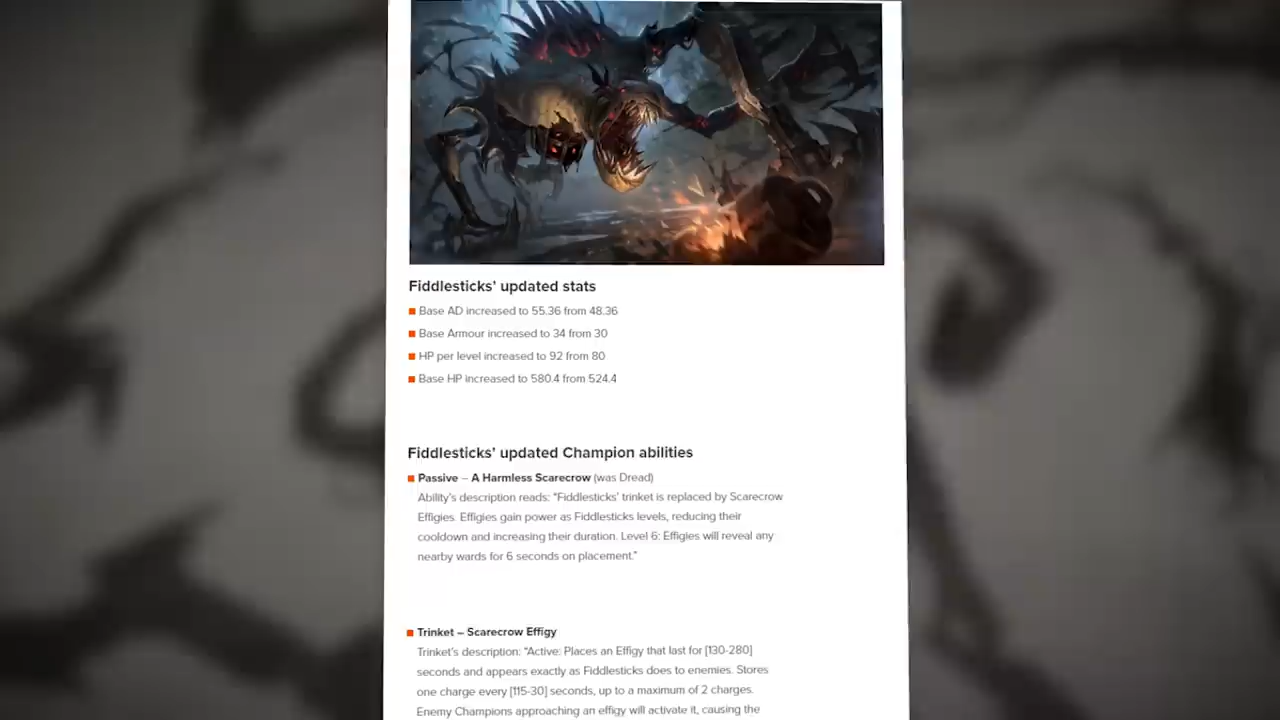 Fiddlesticks' updated stats
Base AD increased to 55.36 from 48.36
Base Armour increased to 34 from 30
HP per level increased to 92 from 80
Base HP increased to 580.4 from 524.4
Fiddlesticks' updated Champion abilities
Passive – A Harmless Scarecrow (was Dread)
Ability's description reads: "Fiddlesticks' trinket is replaced by Scarecrow
Effigies. Effigies gain power as Fiddlesticks levels, reducing their
cooldown and increasing their duration. Level 6: Effigies will reveal any
nearby wards for 6 seconds on placement."
Trinket – Scarecrow Effigy
Trinket's description: "Active: Places an Effigy that last for [130-280]
seconds and appears exactly as Fiddlesticks does to enemies. Stores
one charge every [115-30] seconds, up to a maximum of 2 charges.
Enemy Champions approaching an effigy will activate it, causing the